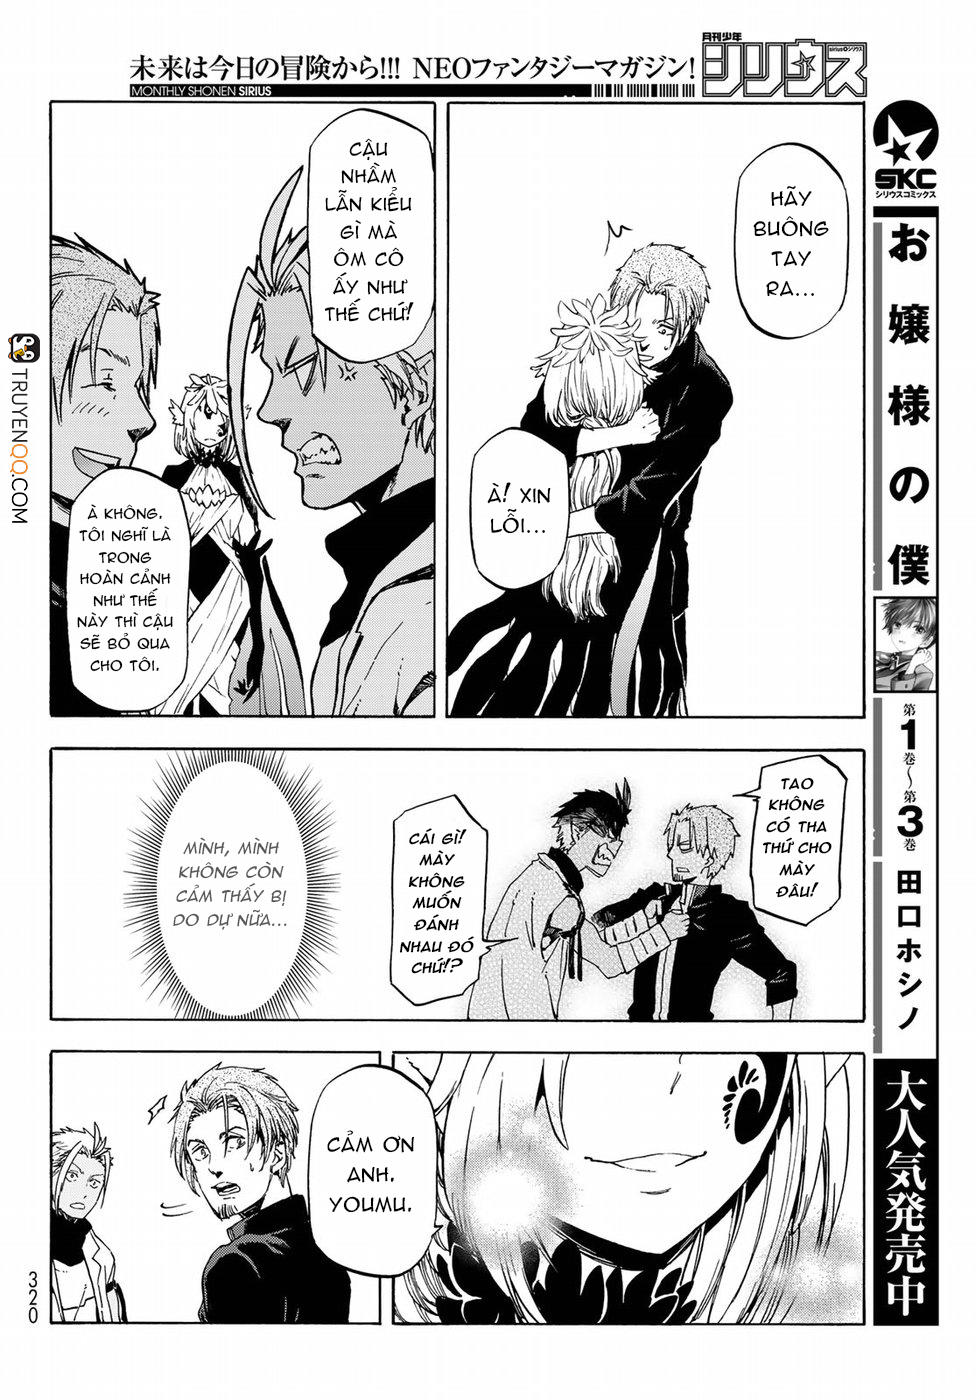 未来は今日の冒険から!!! NEOファンタジーマガジン!
月刊少年
シリウス
MONTHLY SHONEN SIRIUS
HÃY
BUÔNG
TAY
RA...
À! XIN
LỖI...
CẬU
NHẦM
LẪN KIỂU
GÌ MÀ
ÔM CÔ
ẤY NHƯ
THẾ CHỨ!
À KHÔNG.
TÔI NGHĨ LÀ
TRONG
HOÀN CẢNH
NHƯ THẾ
NÀY THÌ CẬU
SẼ BỎ QUA
CHO TÔI.
TAO
KHÔNG
CÓ THA
THỨ CHO
MÀY
ĐÂU!
CÁI GÌ!
MÀY
KHÔNG
MUỐN
ĐÁNH
NHAU ĐÓ
CHỨ!?
MÌNH, MÌNH
KHÔNG CÒN
CẢM THẤY BỊ
DO DỰ NỮA...
CẢM ƠN
ANH,
YOUMU.
320
TRUYENQQ.COM
SKC
シリウスコミックス
お嬢様の僕
第1巻～第3巻
田口ホシノ
大人気発売中